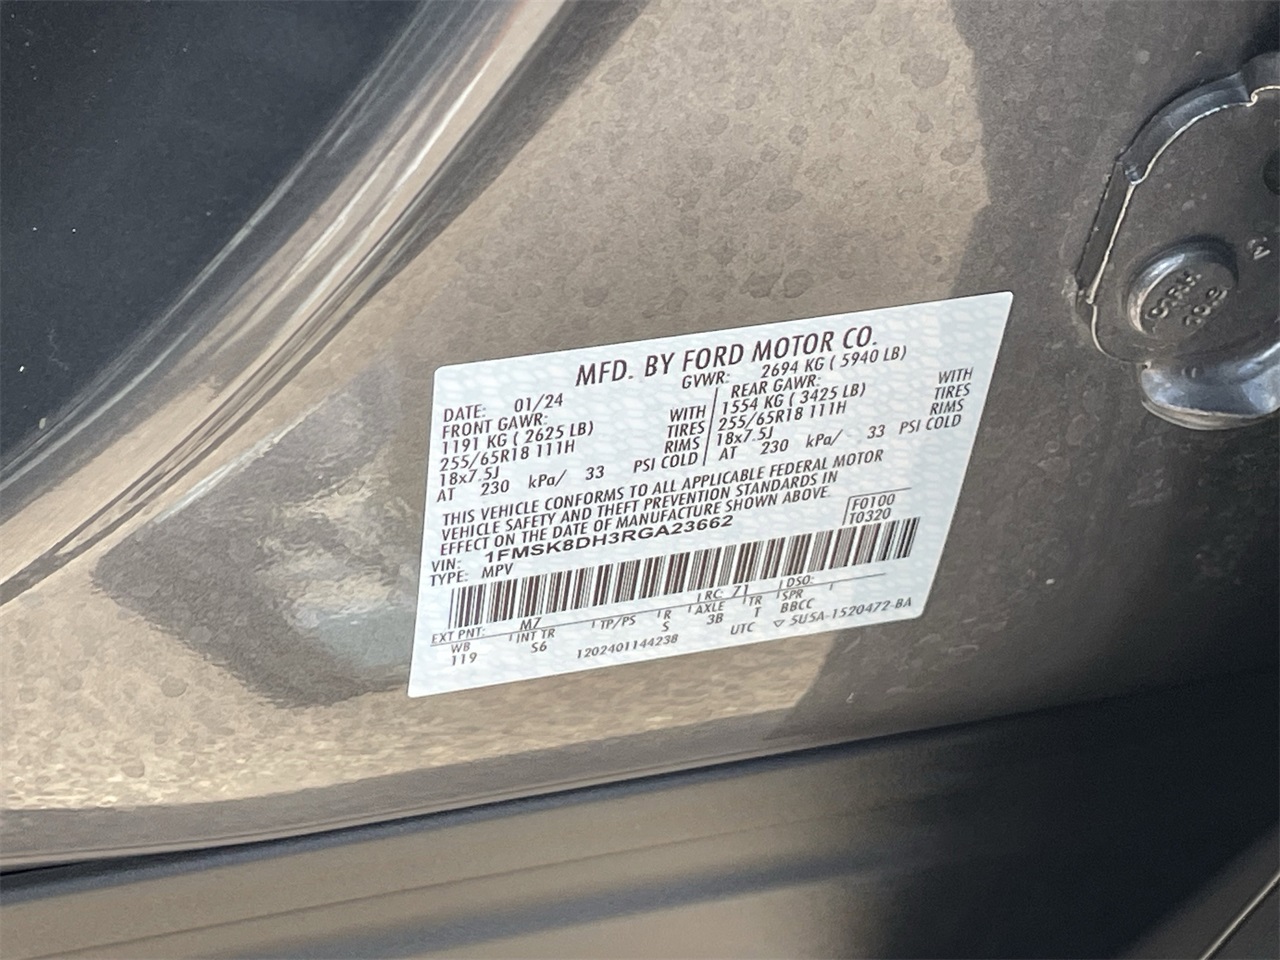 MFD. BY FORD MOTOR CO.
DATE: 01/24 GVWR: 2694 KG ( 5940 LB)
FRONT GAWR: REAR GAWR:
1191 KG ( 2625 LB) WITH 1554 KG ( 3425 LB) WITH
255/65R18 111H TIRES 255/65R18 111H TIRES
18x7.5J RIMS 18x7.5J RIMS
AT 230 kPa/ 33 PSI COLD AT 230 kPa/ 33 PSI COLD
THIS VEHICLE CONFORMS TO ALL APPLICABLE FEDERAL MOTOR
VEHICLE SAFETY AND THEFT PREVENTION STANDARDS IN
EFFECT ON THE DATE OF MANUFACTURE SHOWN ABOVE.
VIN: 1FMSK8DH3RGA23662 F0100
TYPE: MPV T0320
EXT PNT: M7 RC: 71 DSO:
WB INT TR TP/PS R AXLE TR SPR
119 S6 S 3B T BBCC
1202401144238 UTC ▽ 5U5A-1520472-BA